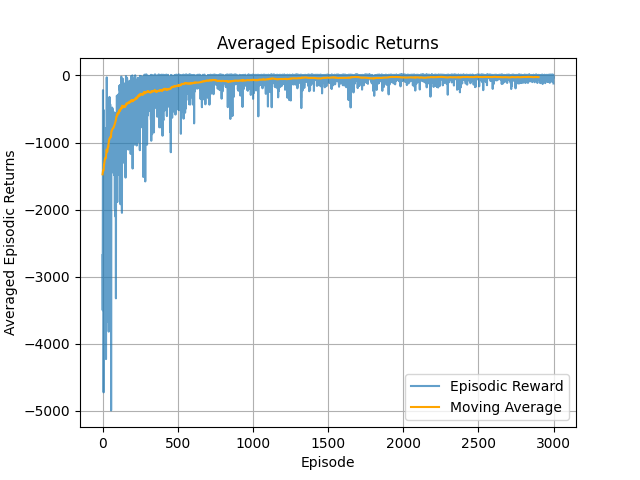 Averaged Episodic Returns
Averaged Episodic Returns
0
−1000
−2000
−3000
−4000
−5000
0
500
1000
1500
2000
2500
3000
Episode
Episodic Reward
Moving Average